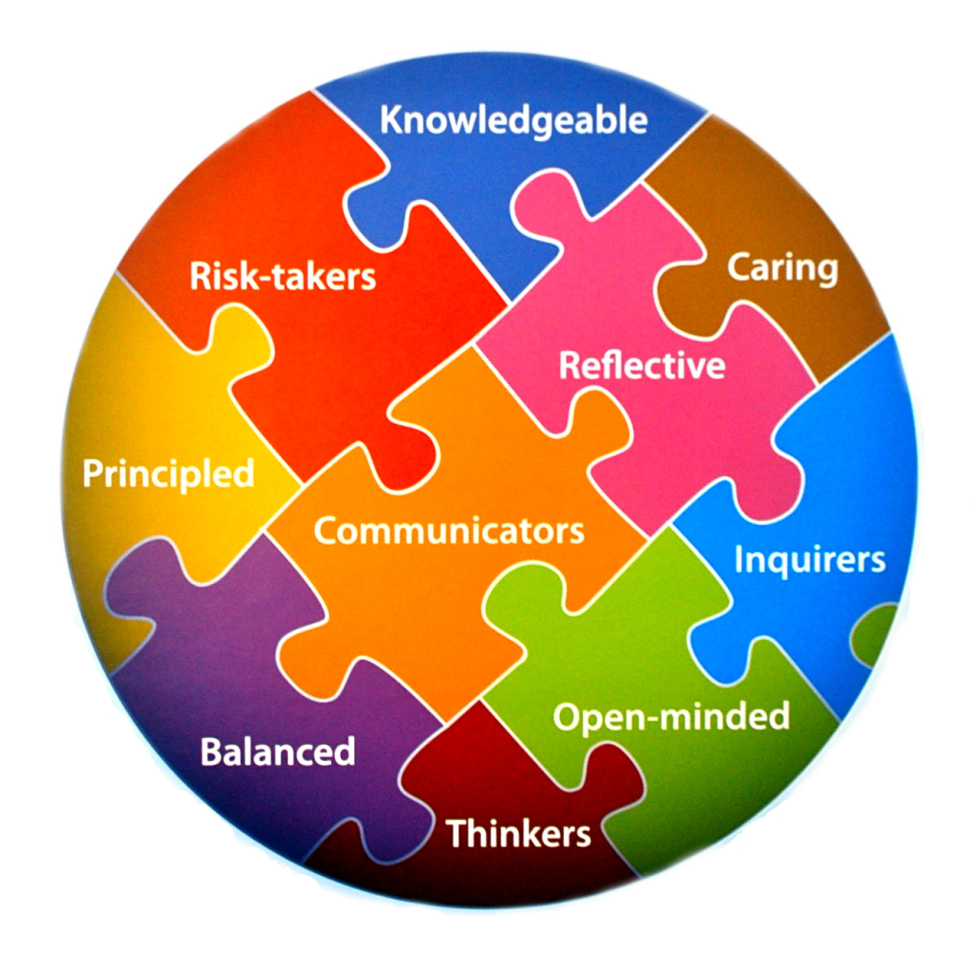 Knowledgeable
Caring
Risk-takers
Reflective
Principled
Communicators
Inquirers
Open-minded
Balanced
Thinkers